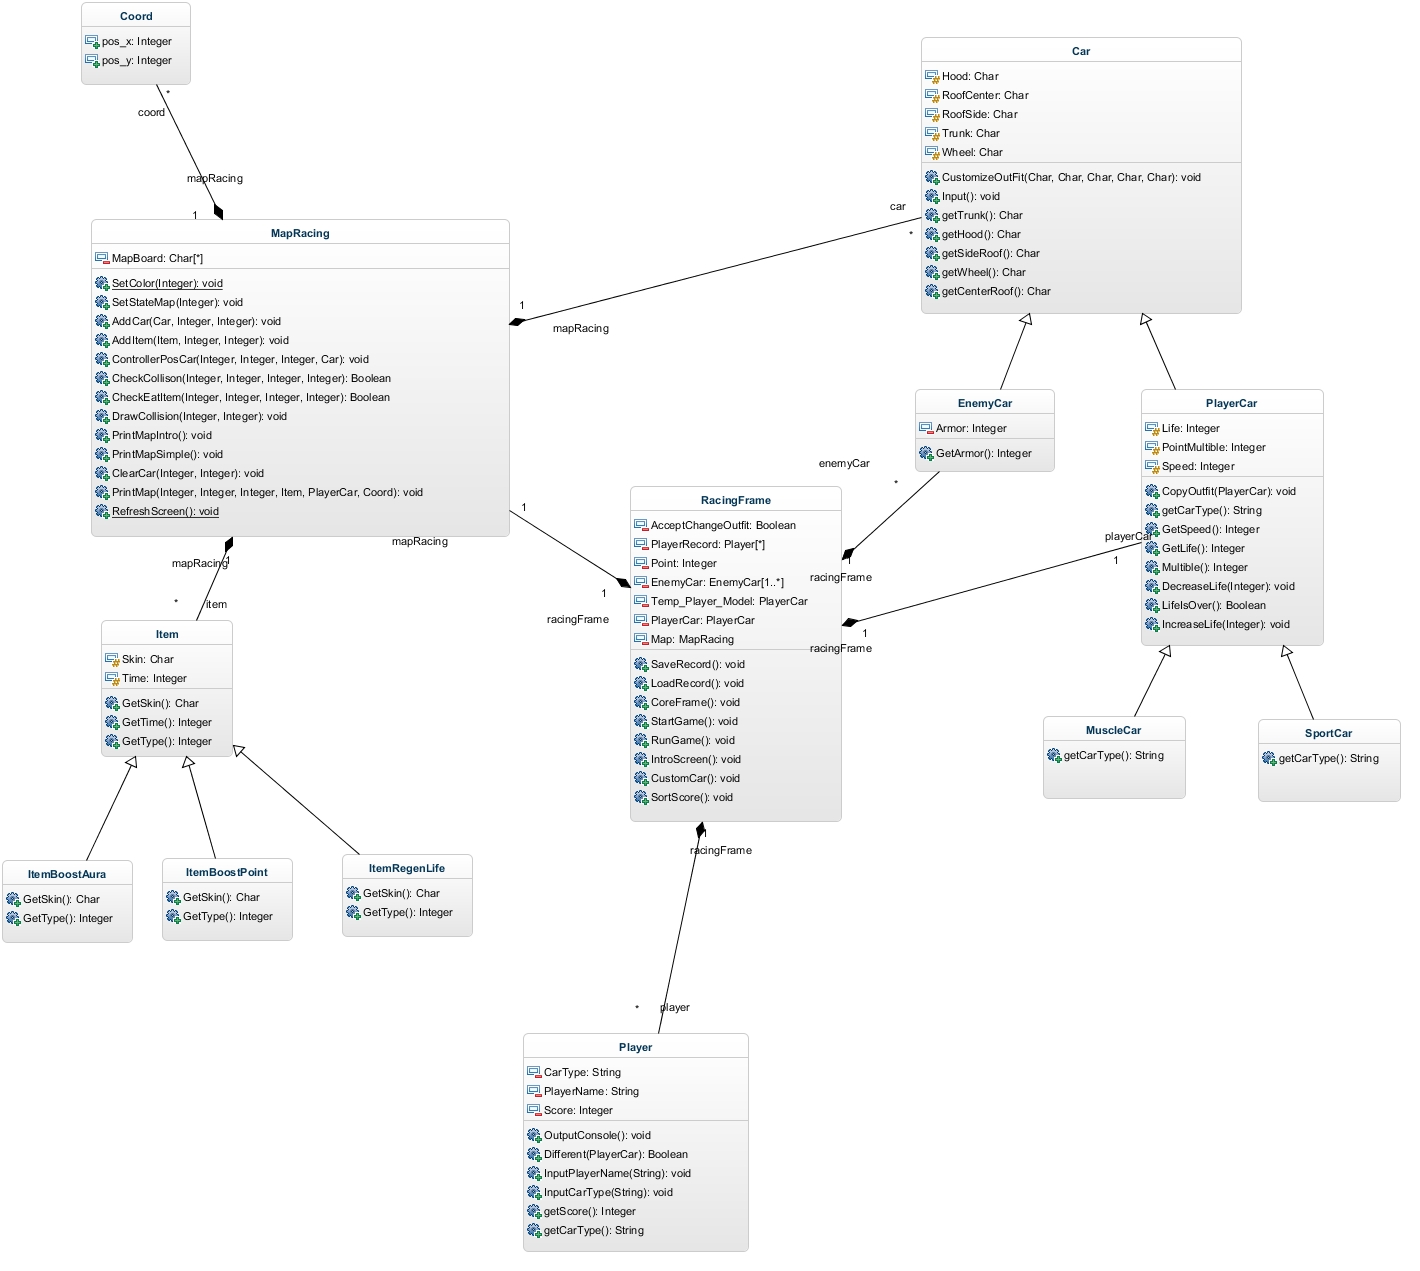 Coord
pos_x: Integer
pos_y: Integer
*
coord
mapRacing
1
MapRacing
MapBoard: Char[*]
SetColor(Integer): void
SetStateMap(Integer): void
AddCar(Car, Integer, Integer): void
AddItem(Item, Integer, Integer): void
ControllerPosCar(Integer, Integer, Integer, Car): void
CheckCollison(Integer, Integer, Integer, Integer): Boolean
CheckEatItem(Integer, Integer, Integer, Integer): Boolean
DrawCollision(Integer, Integer): void
PrintMapIntro(): void
PrintMapSimple(): void
ClearCar(Integer, Integer): void
PrintMap(Integer, Integer, Integer, Item, PlayerCar, Coord): void
RefreshScreen(): void
car
*
1
mapRacing
Car
Hood: Char
RoofCenter: Char
RoofSide: Char
Trunk: Char
Wheel: Char
CustomizeOutFit(Char, Char, Char, Char, Char): void
Input(): void
getTrunk(): Char
getHood(): Char
getSideRoof(): Char
getWheel(): Char
getCenterRoof(): Char
EnemyCar
Armor: Integer
GetArmor(): Integer
PlayerCar
Life: Integer
PointMultible: Integer
Speed: Integer
CopyOutfit(PlayerCar): void
getCarType(): String
GetSpeed(): Integer
GetLife(): Integer
Multible(): Integer
DecreaseLife(Integer): void
LifeIsOver(): Boolean
IncreaseLife(Integer): void
enemyCar
*
1
racingFrame
playerCar
1
1
racingFrame
1
mapRacing
1
racingFrame
RacingFrame
AcceptChangeOutfit: Boolean
PlayerRecord: Player[*]
Point: Integer
EnemyCar: EnemyCar[1..*]
Temp_Player_Model: PlayerCar
PlayerCar: PlayerCar
Map: MapRacing
SaveRecord(): void
LoadRecord(): void
CoreFrame(): void
StartGame(): void
RunGame(): void
IntroScreen(): void
CustomCar(): void
SortScore(): void
1
mapRacing
*
item
Item
Skin: Char
Time: Integer
GetSkin(): Char
GetTime(): Integer
GetType(): Integer
MuscleCar
getCarType(): String
SportCar
getCarType(): String
ItemBoostAura
GetSkin(): Char
GetType(): Integer
ItemBoostPoint
GetSkin(): Char
GetType(): Integer
ItemRegenLife
GetSkin(): Char
GetType(): Integer
1
racingFrame
*
player
Player
CarType: String
PlayerName: String
Score: Integer
OutputConsole(): void
Different(PlayerCar): Boolean
InputPlayerName(String): void
InputCarType(String): void
getScore(): Integer
getCarType(): String